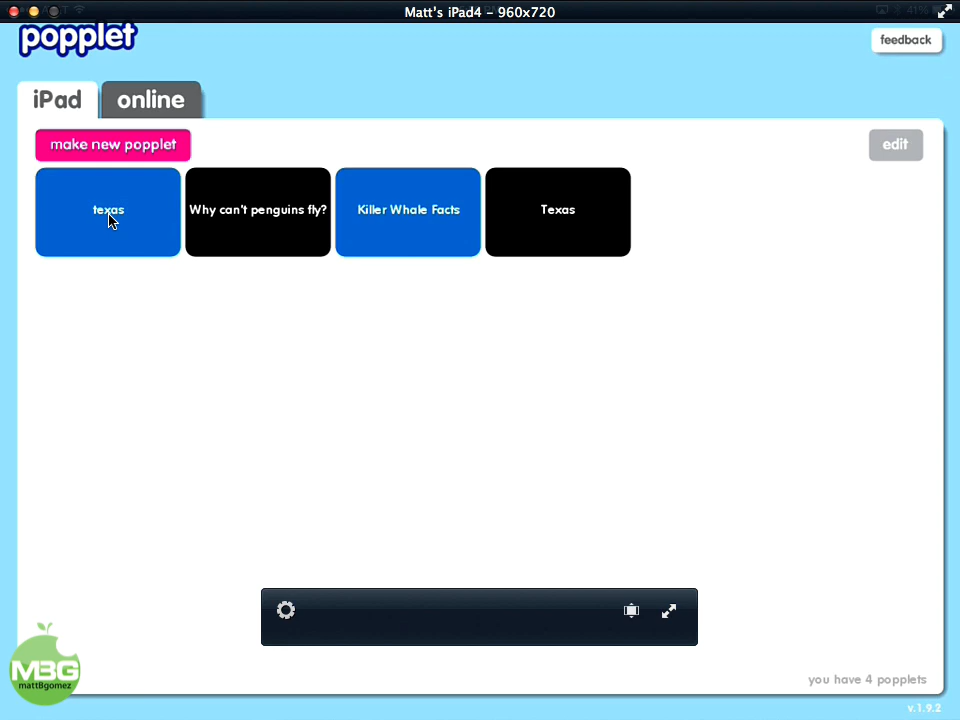 Matt's iPad4 - 960x720
41%
popplet
feedback
iPad
online
make new popplet
edit
texas
Why can't penguins fly?
Killer Whale Facts
Texas
MBG
mattBgomez
you have 4 popplets
v.1.9.2